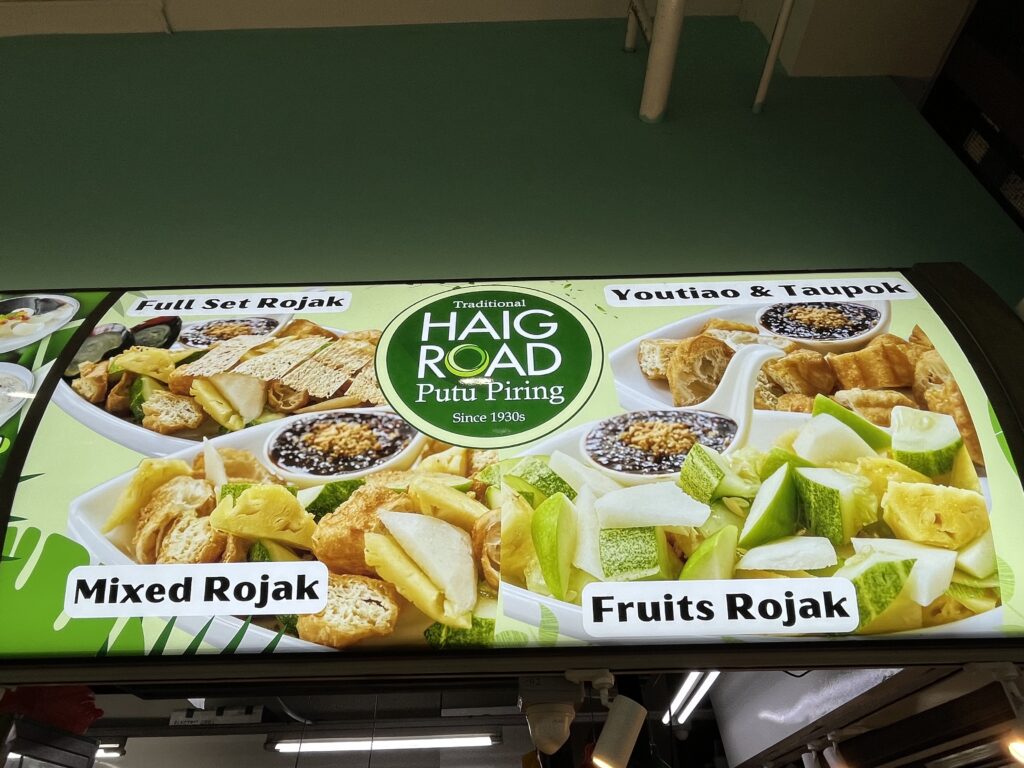 Full Set Rojak
Traditional
HAIG
ROAD
Putu Piring
Since 1930s
Youtiao & Taupok
Mixed Rojak
Fruits Rojak